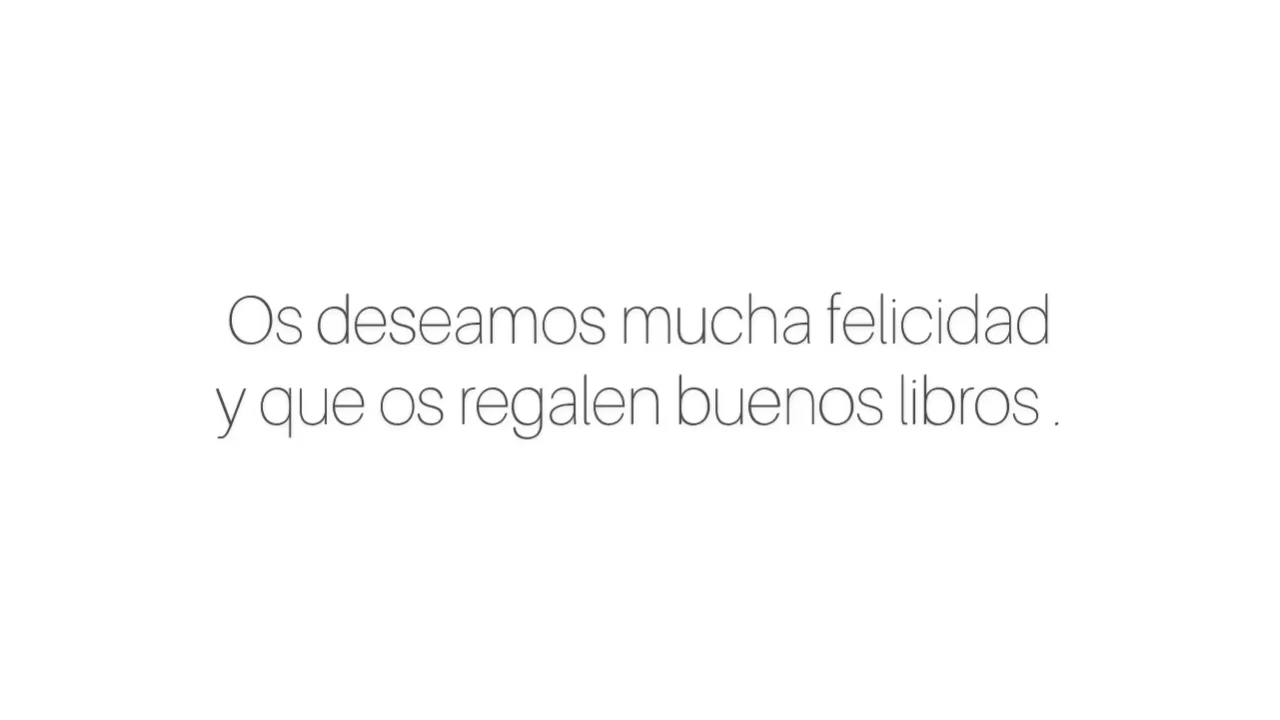 Os deseamos mucha felicidad
y que os regalen buenos libros .